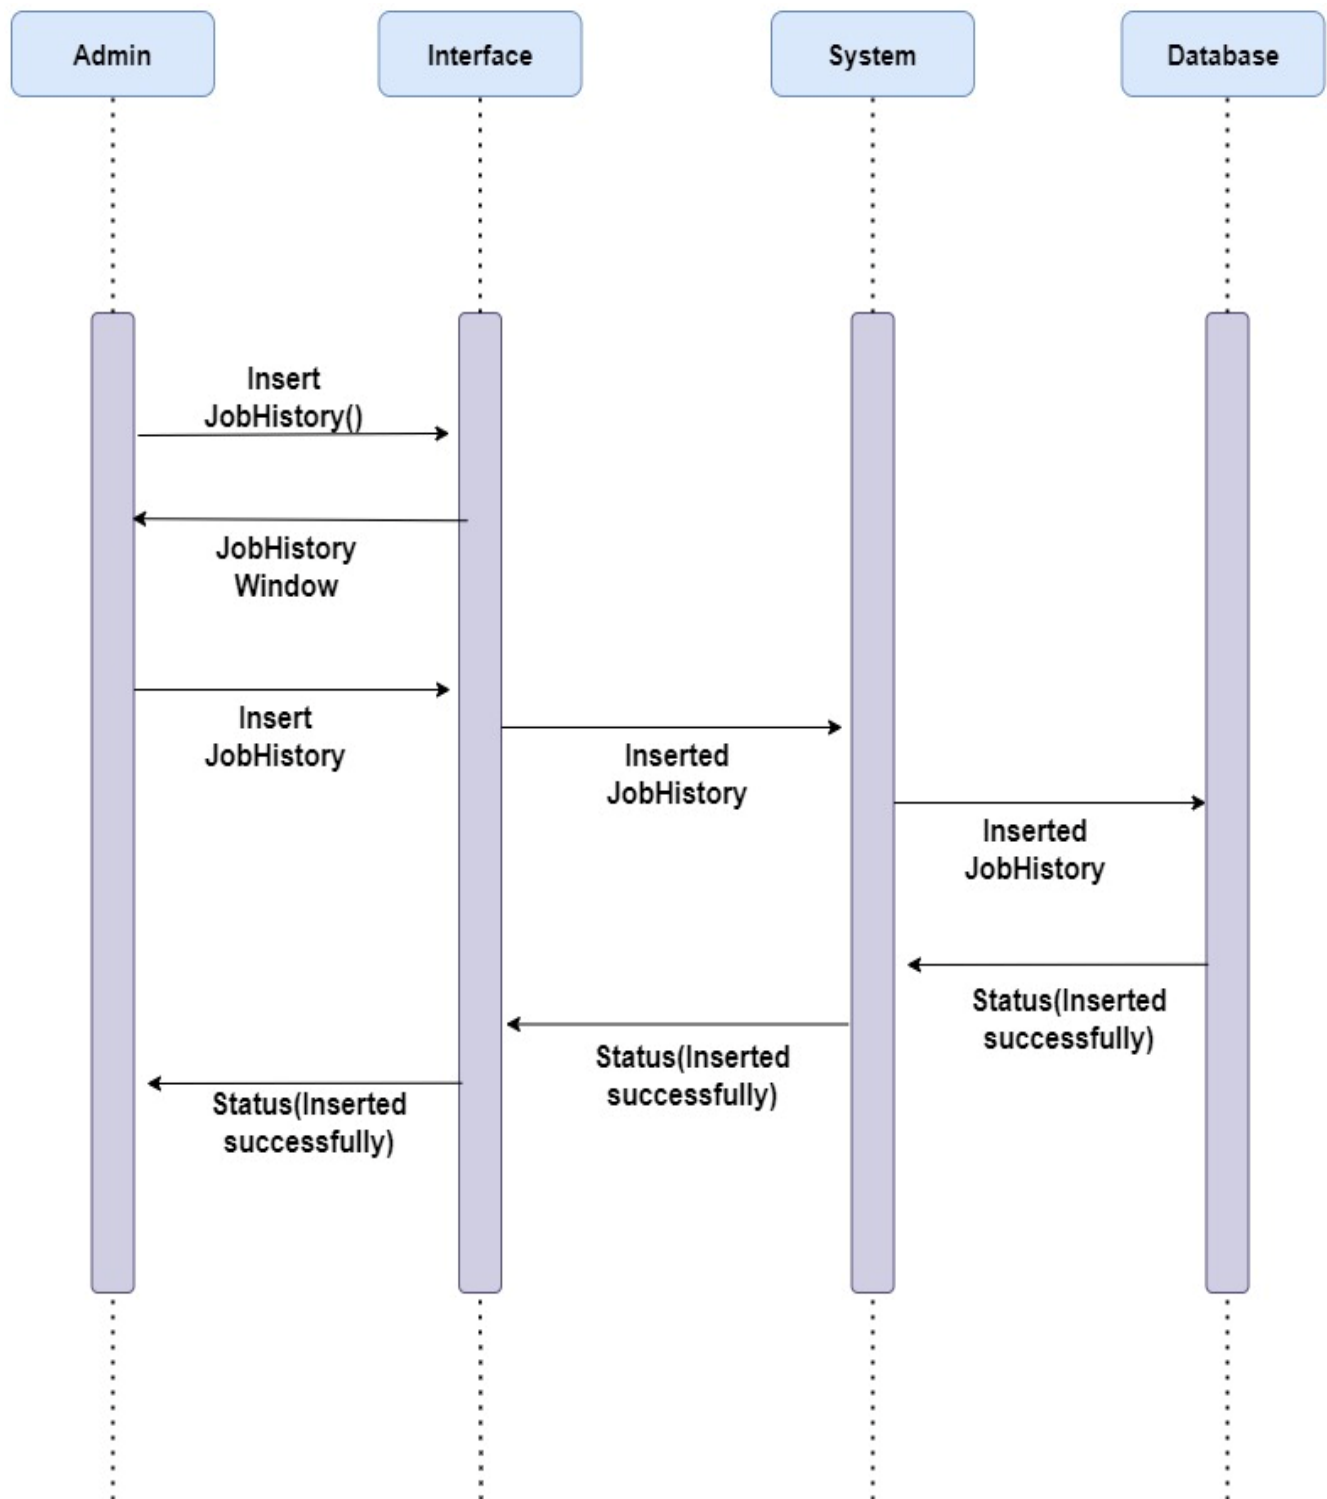 Admin
Interface
System
Database
Insert
JobHistory()
JobHistory
Window
Insert
JobHistory
Inserted
JobHistory
Inserted
JobHistory
Status(Inserted
successfully)
Status(Inserted
successfully)
Status(Inserted
successfully)